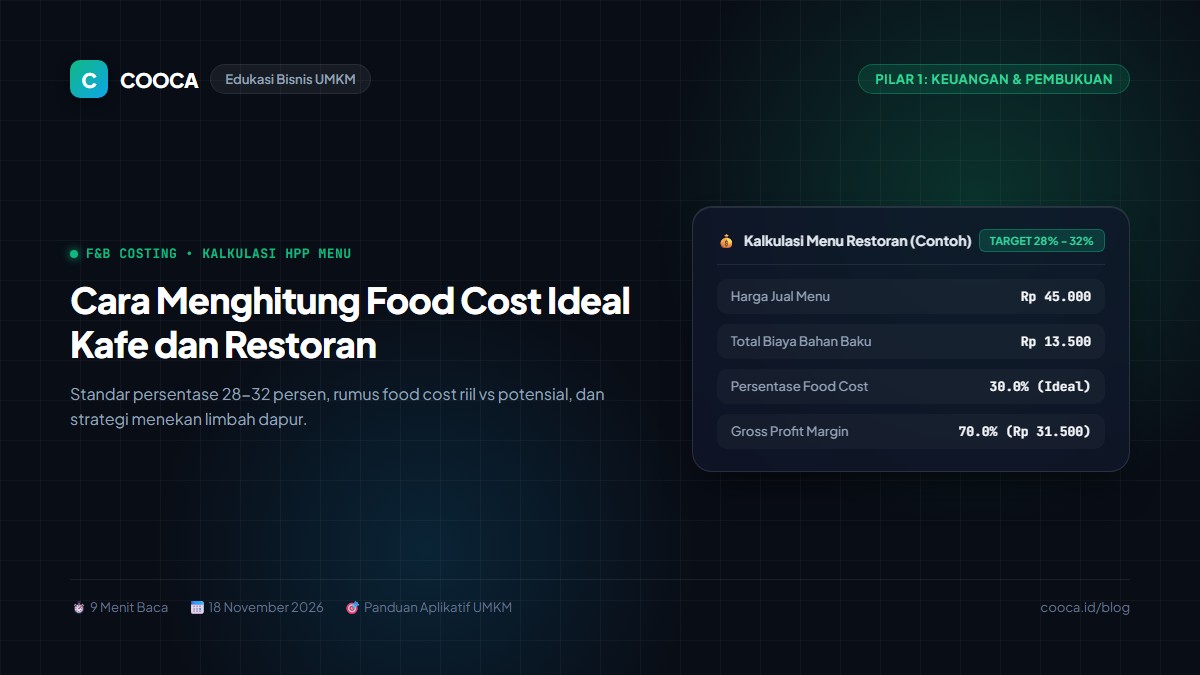 C COOCA Edukasi Bisnis UMKM
PILAR 1: KEUANGAN & PEMBUKUAN
F&B COSTING • KALKULASI HPP MENU
Cara Menghitung Food Cost Ideal
Kafe dan Restoran
Standar persentase 28–32 persen, rumus food cost riil vs potensial, dan
strategi menekan limbah dapur.
Kalkulasi Menu Restoran (Contoh) TARGET 28% - 32%
Harga Jual Menu Rp 45.000
Total Biaya Bahan Baku Rp 13.500
Persentase Food Cost 30.0% (Ideal)
Gross Profit Margin 70.0% (Rp 31.500)
9 Menit Baca 18 November 2026 Panduan Aplikatif UMKM
cooca.id/blog